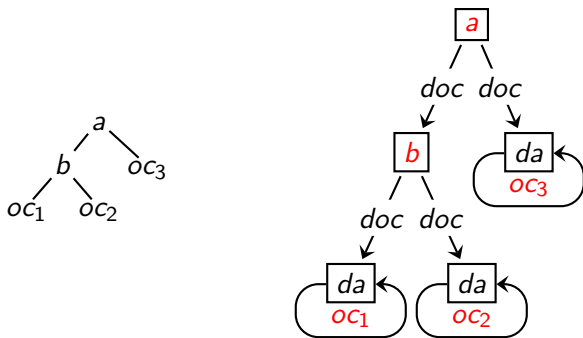 a
b
oc₃
oc₁ oc₂
a
doc doc
b da
oc₃
doc doc
da da
oc₁ oc₂